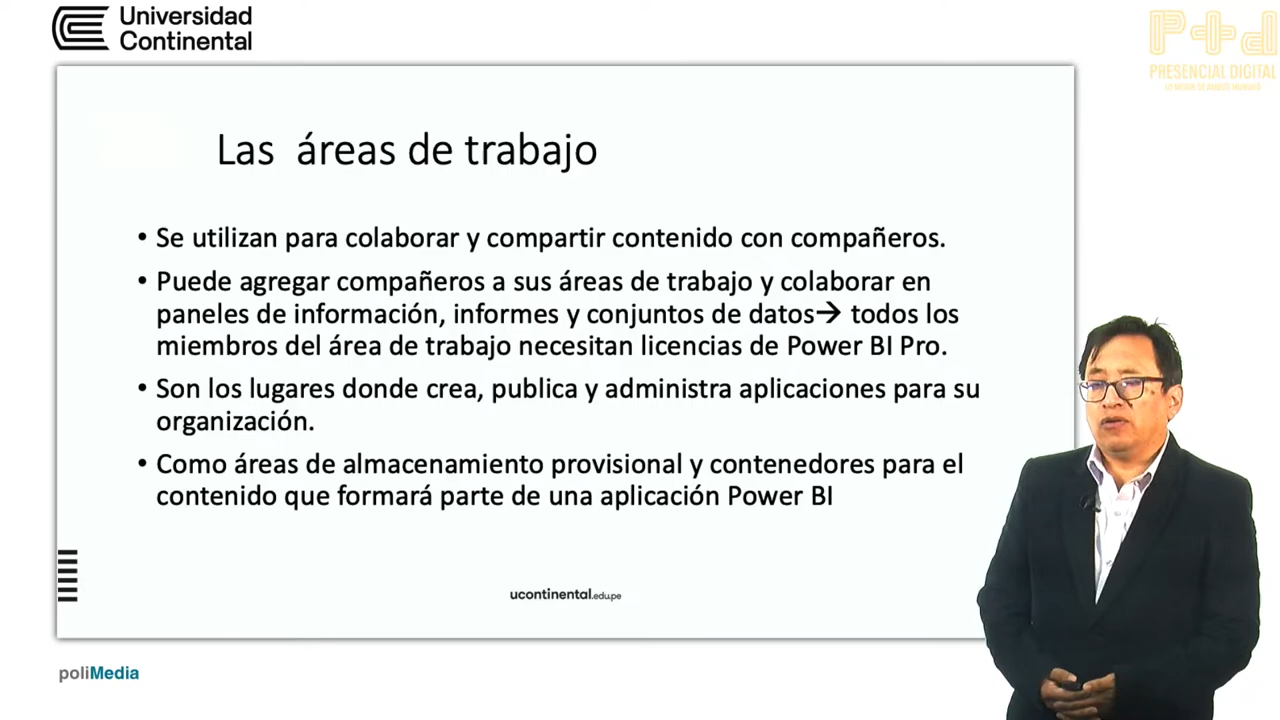 Universidad
Continental
P+d
PRESENCIAL DIGITAL
Las áreas de trabajo
• Se utilizan para colaborar y compartir contenido con compañeros.
• Puede agregar compañeros a sus áreas de trabajo y colaborar en
paneles de información, informes y conjuntos de datos→ todos los
miembros del área de trabajo necesitan licencias de Power BI Pro.
• Son los lugares donde crea, publica y administra aplicaciones para su
organización.
• Como áreas de almacenamiento provisional y contenedores para el
contenido que formará parte de una aplicación Power BI
ucontinental.edu.pe
poliMedia